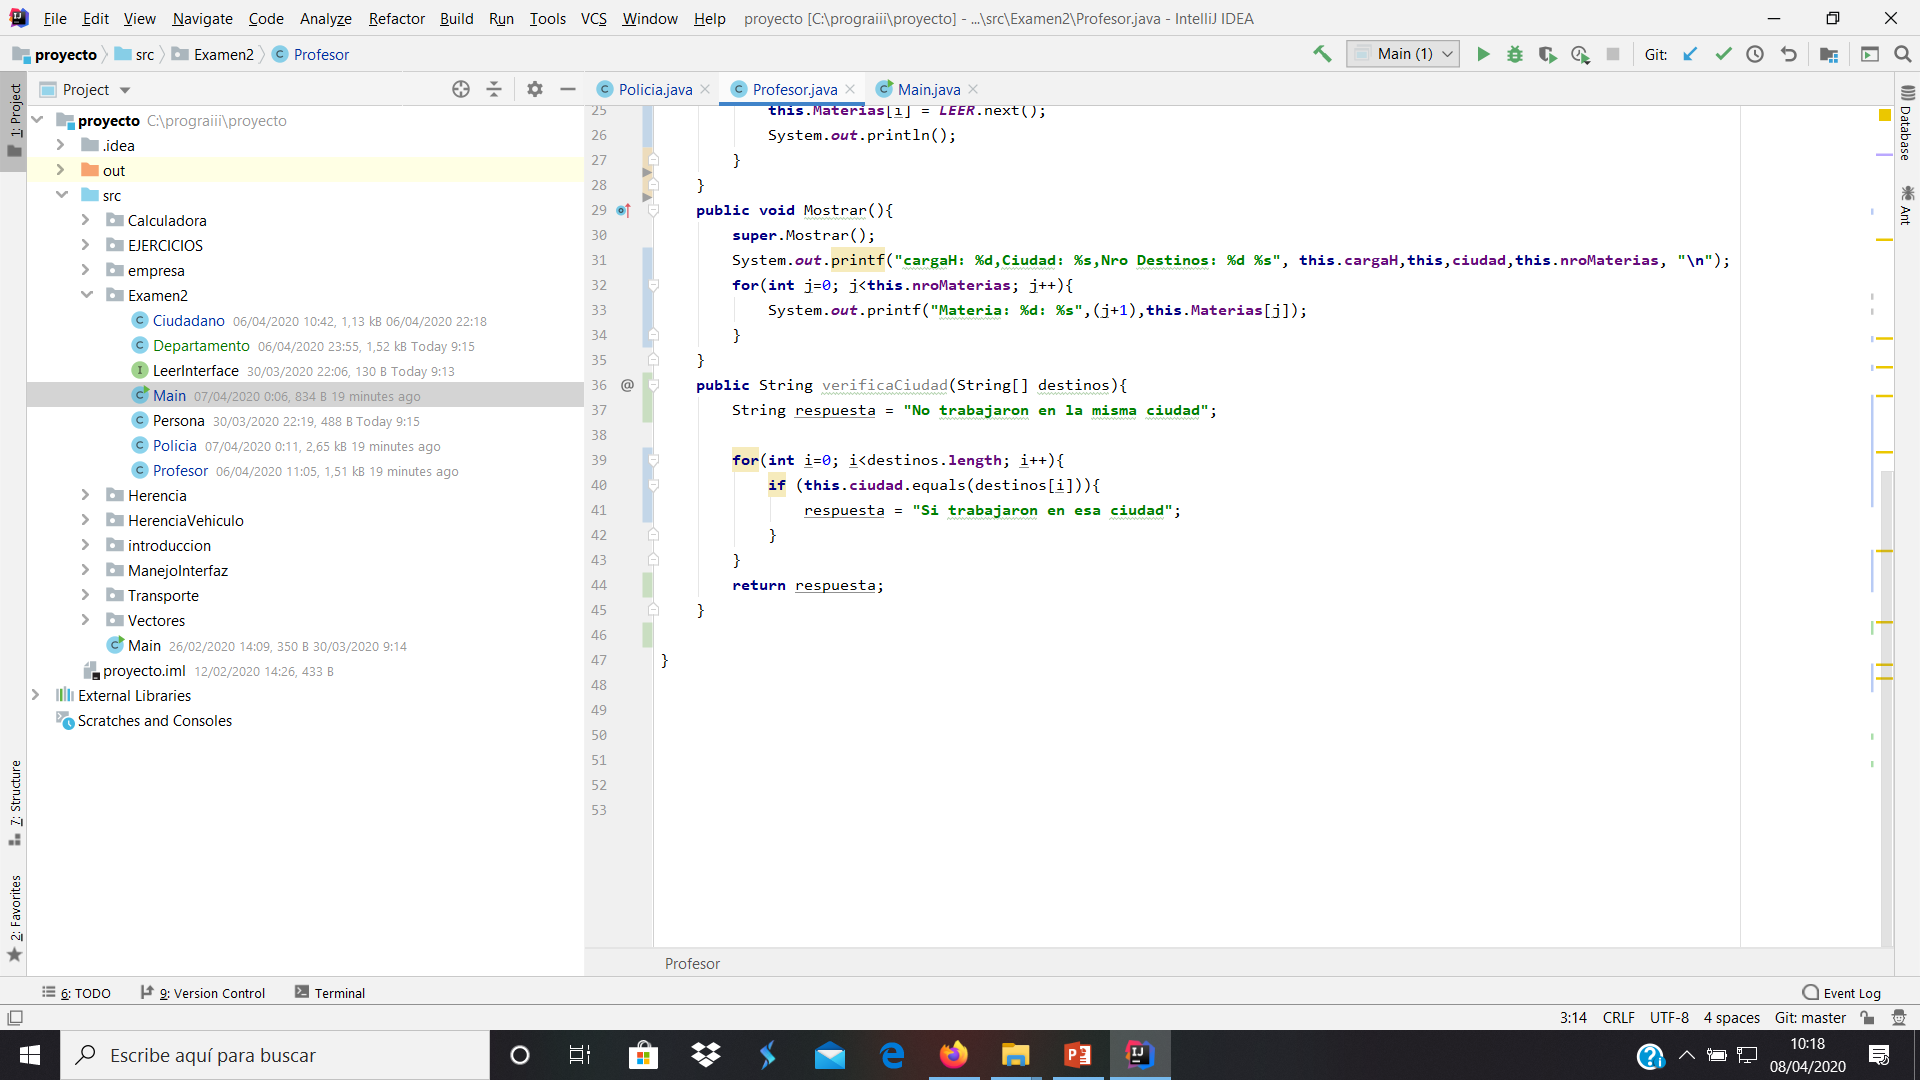 File Edit View Navigate Code Analyze Refactor Build Run Tools VCS Window Help proyecto [C:\prograiii\proyecto] - ...\src\Examen2\Profesor.java - IntelliJ IDEA
proyecto src Examen2 Profesor Main (1) Git:
1: Project
Project
Policia.java Profesor.java Main.java
proyecto C:\prograiii\proyecto
.idea
out
src
Calculadora
EJERCICIOS
empresa
Examen2
Ciudadano 06/04/2020 10:42, 1,13 kB 06/04/2020 22:18
Departamento 06/04/2020 23:55, 1,52 kB Today 9:15
LeerInterface 30/03/2020 22:06, 130 B Today 9:13
Main 07/04/2020 0:06, 834 B 19 minutes ago
Persona 30/03/2020 22:19, 488 B Today 9:15
Policia 07/04/2020 0:11, 2,65 kB 19 minutes ago
Profesor 06/04/2020 11:05, 1,51 kB 19 minutes ago
Herencia
HerenciaVehiculo
introduccion
ManejoInterfaz
Transporte
Vectores
Main 26/02/2020 14:09, 350 B 30/03/2020 9:14
proyecto.iml 12/02/2020 14:26, 433 B
External Libraries
Scratches and Consoles
7: Structure
2: Favorites
25 this.Materias[i] = LEER.next();
26 System.out.println();
27 }
28 }
29 public void Mostrar(){
30 super.Mostrar();
31 System.out.printf("cargaH: %d,Ciudad: %s,Nro Destinos: %d %s", this.cargaH,this,ciudad,this.nroMaterias, "\n");
32 for(int j=0; j<this.nroMaterias; j++){
33 System.out.printf("Materia: %d: %s",(j+1),this.Materias[j]);
34 }
35 }
36 @ public String verificaCiudad(String[] destinos){
37 String respuesta = "No trabajaron en la misma ciudad";
38
39 for(int i=0; i<destinos.length; i++){
40 if (this.ciudad.equals(destinos[i])){
41 respuesta = "Si trabajaron en esa ciudad";
42 }
43 }
44 return respuesta;
45 }
46
47 }
48
49
50
51
52
53
Profesor
Database
Ant
6: TODO 9: Version Control Terminal Event Log
3:14 CRLF UTF-8 4 spaces Git: master
Escribe aquí para buscar
10:18
08/04/2020